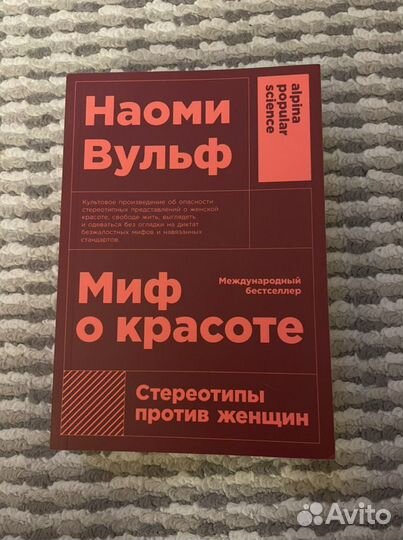 Наоми
Вульф
alpina
popular
science
Культовое произведение об опасности
стереотипных представлений о женской
красоте, свободе жить, выглядеть
и одеваться без оглядки на диктат
безжалостных мифов и навязанных
стандартов.
Международный
бестселлер
Миф
о красоте
Стереотипы
против женщин
Avito